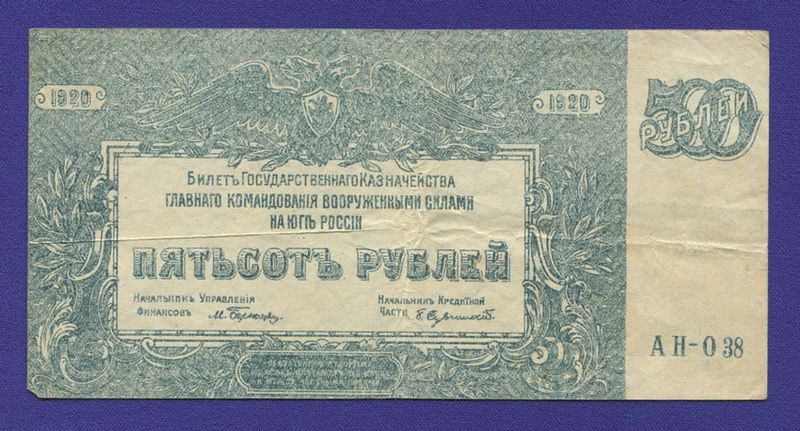 1920
1920
500
РУБЛЕЙ
БИЛЕТЪ ГОСУДАРСТВЕННАГО КАЗНАЧЕЙСТВА
ГЛАВНАГО КОМАНДОВАНІЯ ВООРУЖЕННЫМИ СИЛАМИ
НА ЮГѢ РОССІИ
ПЯТЬСОТЪ РУБЛЕЙ
НАЧАЛЬНИКЪ УПРАВЛЕНІЯ
ФИНАНСОВЪ
НАЧАЛЬНИКЪ КРЕДИТНОЙ
ЧАСТИ
АН-038